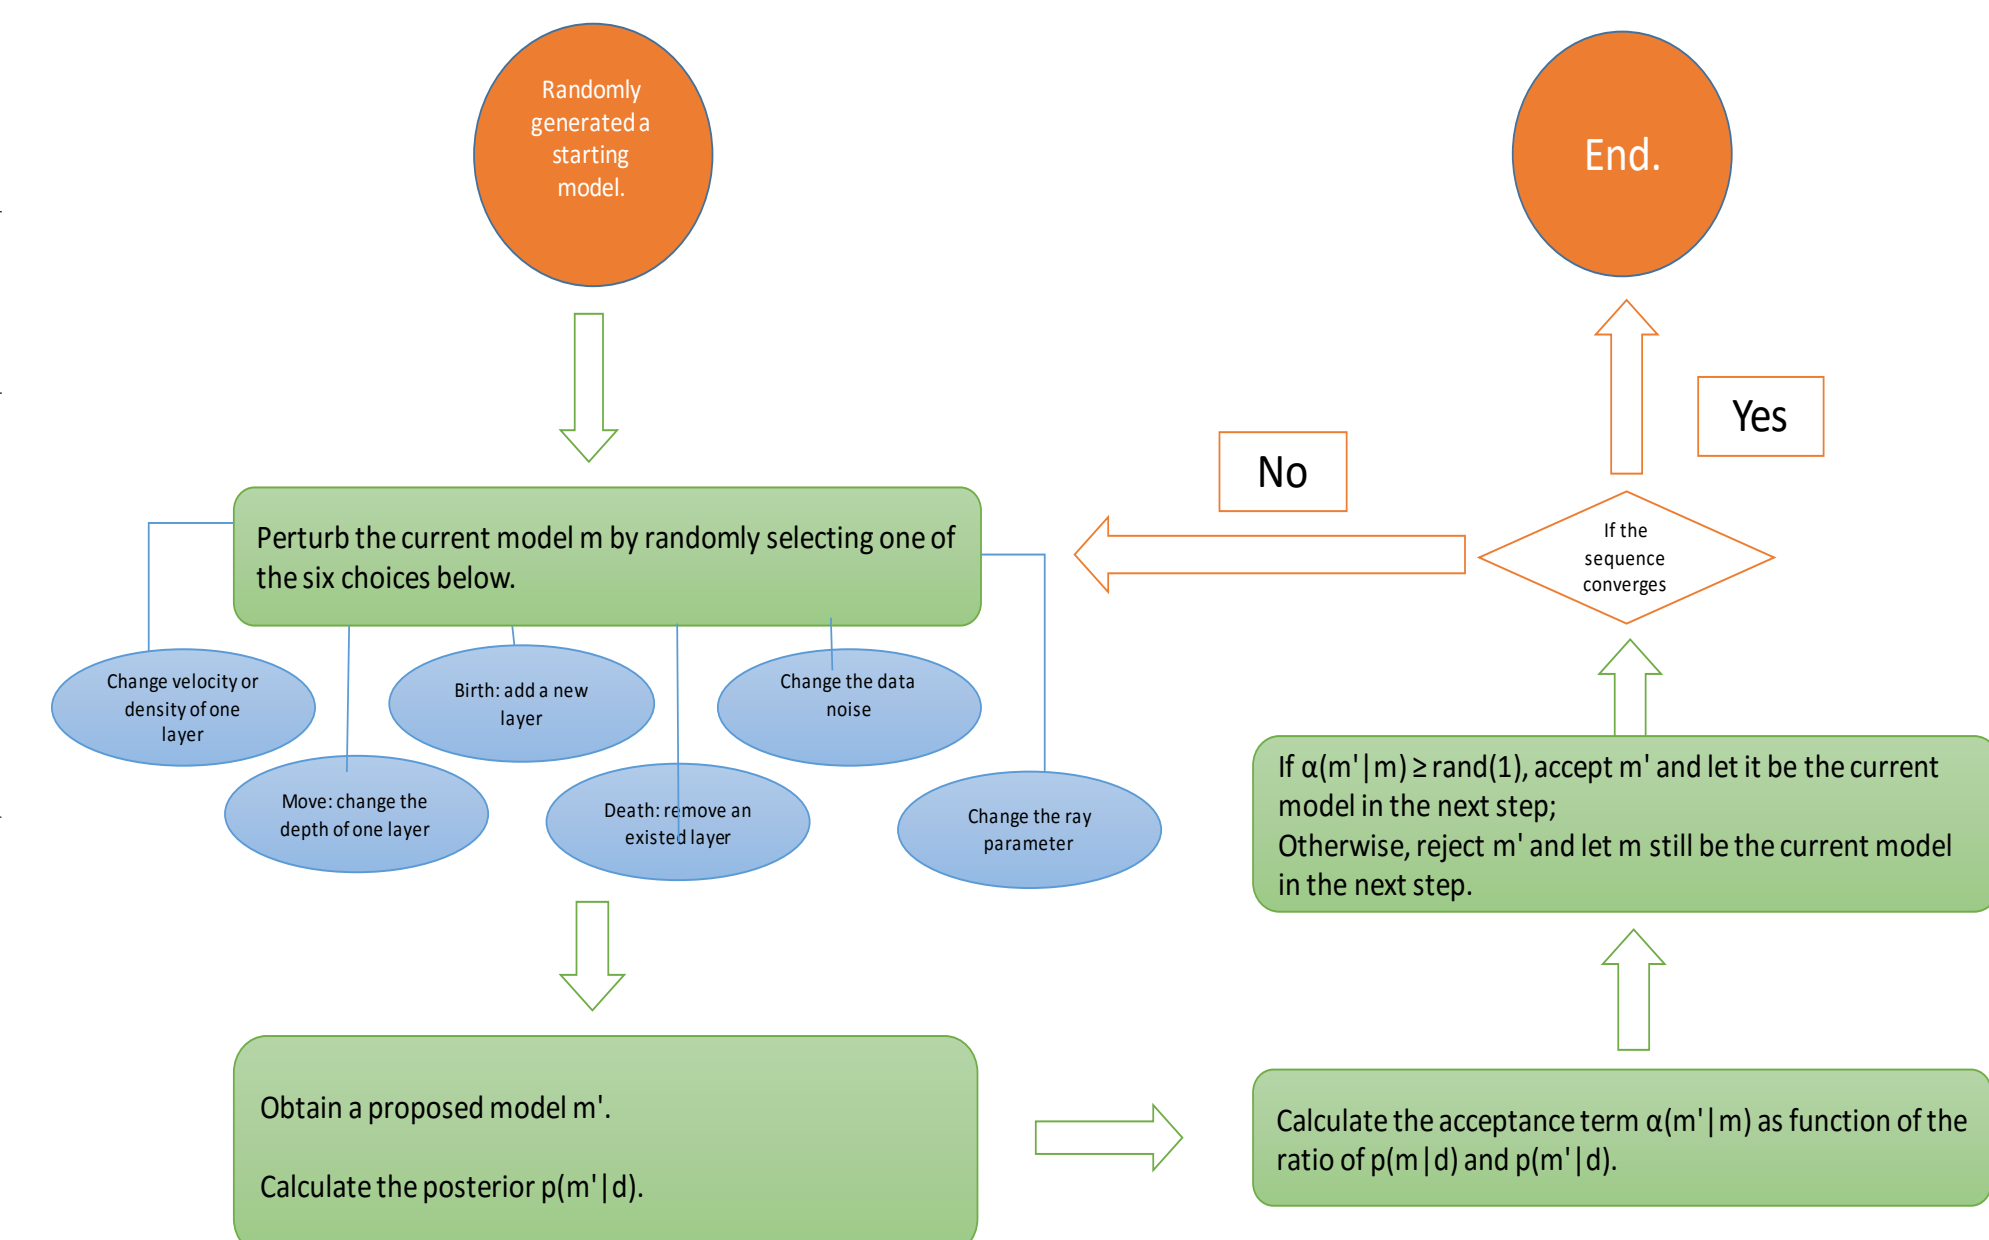 Randomly
generated a
starting
model.
End.
Yes
No
If the
sequence
converges
Perturb the current model m by randomly selecting one of
the six choices below.
Change velocity or
density of one
layer
Birth: add a new
layer
Change the data
noise
Move: change the
depth of one layer
Death: remove an
existed layer
Change the ray
parameter
If α(m'|m) ≥ rand(1), accept m' and let it be the current
model in the next step;
Otherwise, reject m' and let m still be the current model
in the next step.
Obtain a proposed model m'.
Calculate the posterior p(m'|d).
Calculate the acceptance term α(m'|m) as function of the
ratio of p(m|d) and p(m'|d).